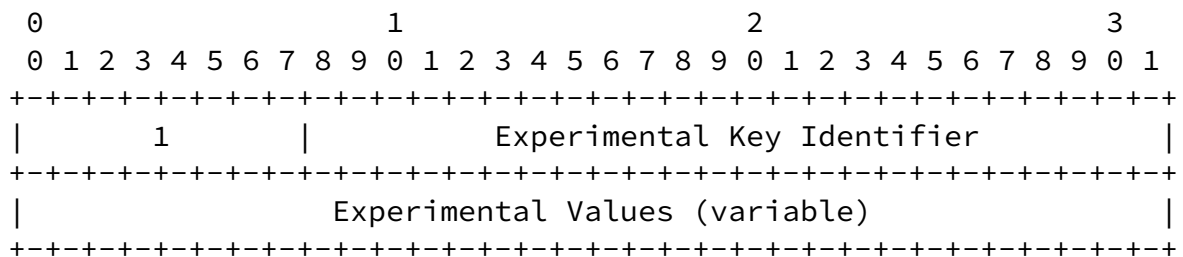 0                   1                   2                   3
 0 1 2 3 4 5 6 7 8 9 0 1 2 3 4 5 6 7 8 9 0 1 2 3 4 5 6 7 8 9 0 1
+-+-+-+-+-+-+-+-+-+-+-+-+-+-+-+-+-+-+-+-+-+-+-+-+-+-+-+-+-+-+-+-+
|       1       |          Experimental Key Identifier          |
+-+-+-+-+-+-+-+-+-+-+-+-+-+-+-+-+-+-+-+-+-+-+-+-+-+-+-+-+-+-+-+-+
|                 Experimental Values (variable)                |
+-+-+-+-+-+-+-+-+-+-+-+-+-+-+-+-+-+-+-+-+-+-+-+-+-+-+-+-+-+-+-+-+